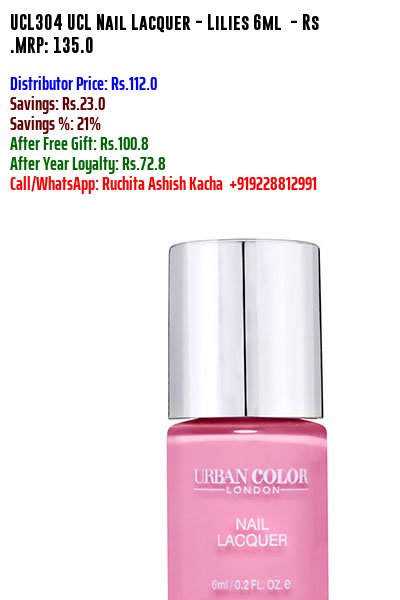 UCL304 UCL Nail Lacquer - Lilies 6ml - Rs
.MRP: 135.0
Distributor Price: Rs.112.0
Savings: Rs.23.0
Savings %: 21%
After Free Gift: Rs.100.8
After Year Loyalty: Rs.72.8
Call/WhatsApp: Ruchita Ashish Kacha +919228812991
URBAN COLOR
LONDON
NAIL
LACQUER
6ml/0.2 FL. OZ. e